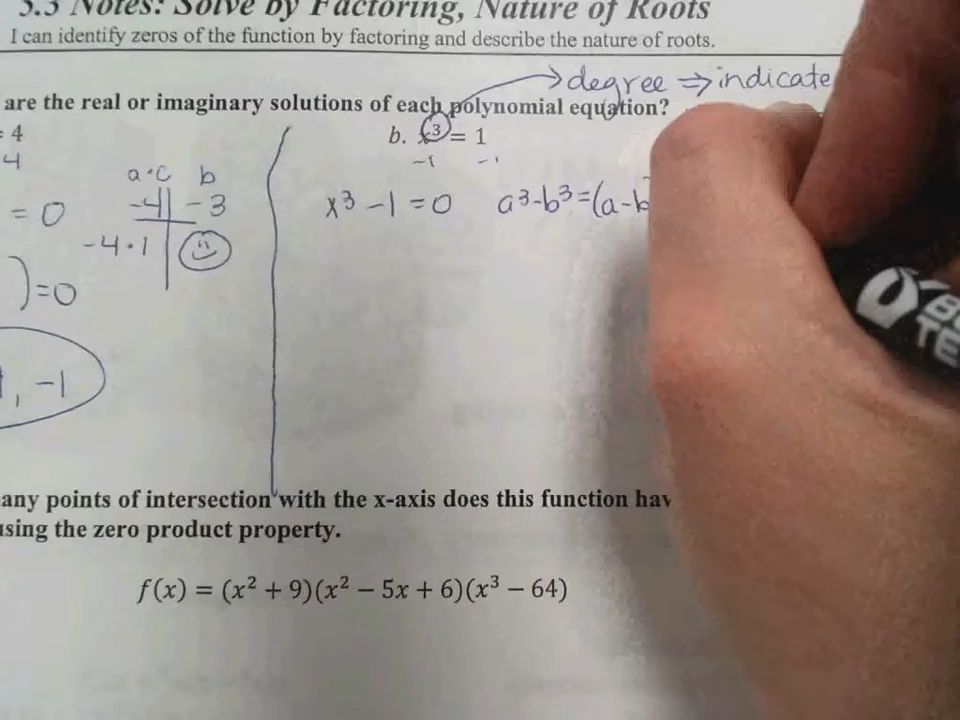 3.3 Notes: Solve by Factoring, Nature of Roots
I can identify zeros of the function by factoring and describe the nature of roots.
degree ⇒ indicate
are the real or imaginary solutions of each polynomial equation?
= 4
b. x³ = 1
4
-1 -1
a·c b
= 0
-4 -3
x³ - 1 = 0
a³-b³=(a-b
-4·1
)=0
, -1
any points of intersection with the x-axis does this function hav
using the zero product property.
f(x) = (x² + 9)(x² − 5x + 6)(x³ − 64)